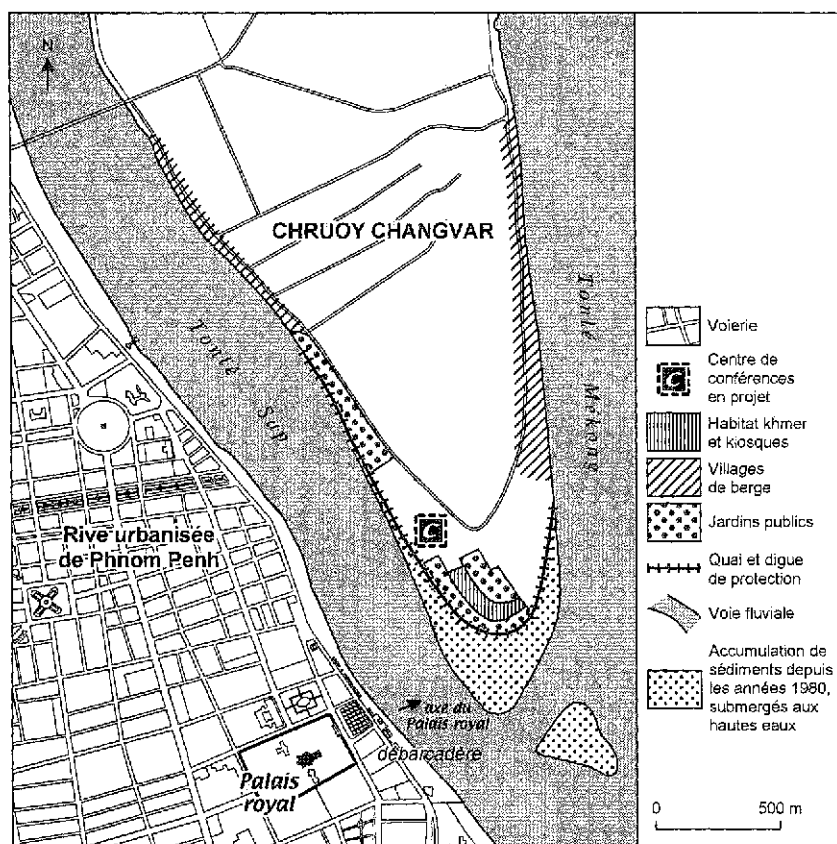 N
CHRUOY CHANGVAR
Tonlé Sap
Tonlé Mekong
Rive urbanisée
de Phnom Penh
C
axe du
Palais royal
débarcadère
Palais
royal
Voierie
C
Centre de
conférences
en projet
Habitat khmer
et kiosques
Villages
de berge
Jardins publics
Quai et digue
de protection
Voie fluviale
Accumulation de
sédiments depuis
les années 1980,
submergés aux
hautes eaux
0 500 m